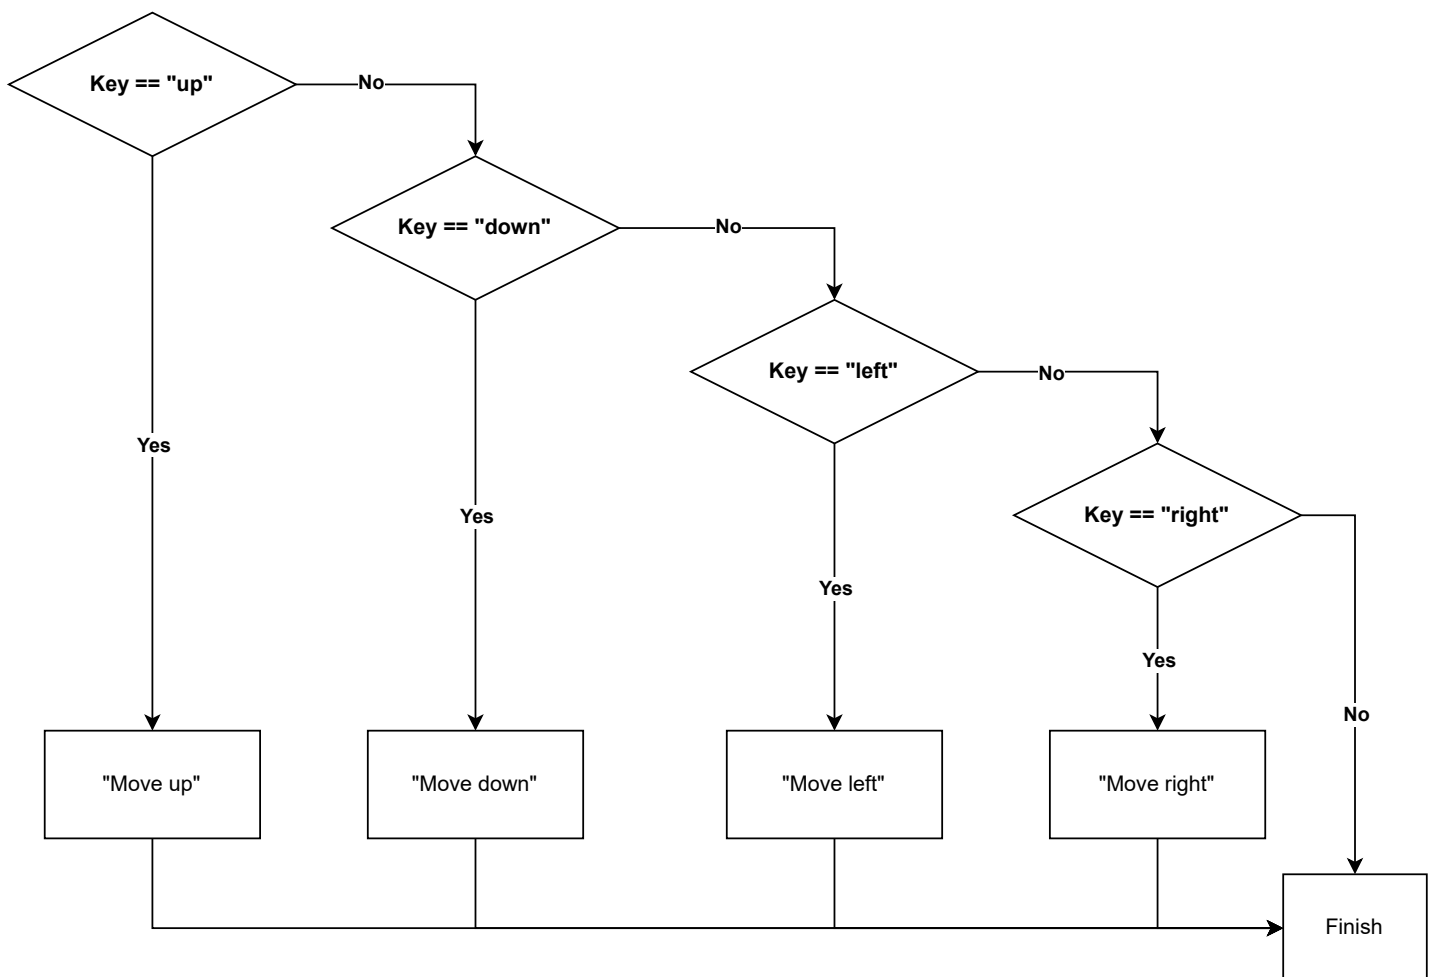 Key == "up"
No
Key == "down"
No
Key == "left"
No
Yes
Key == "right"
Yes
Yes
Yes
No
"Move up"
"Move down"
"Move left"
"Move right"
Finish